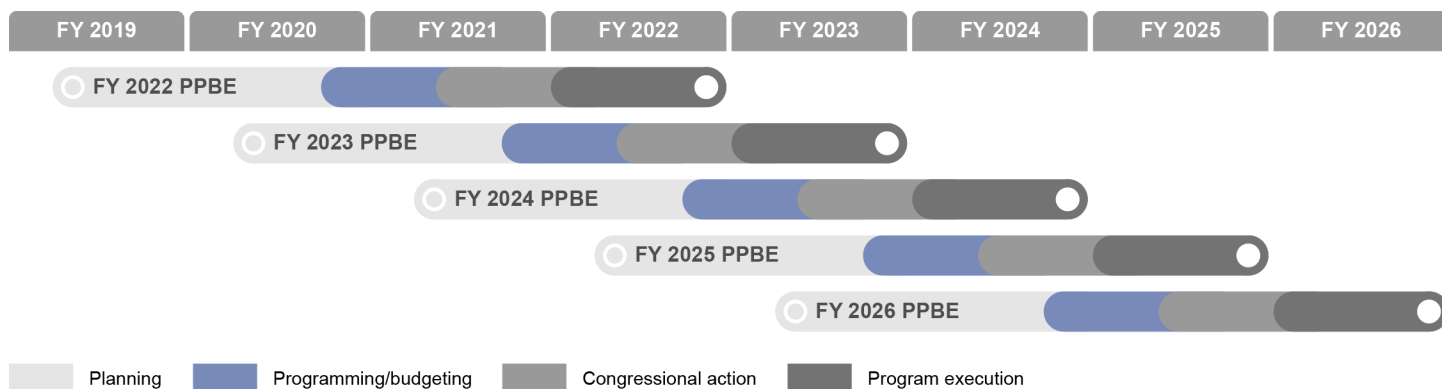 FY 2019 FY 2020 FY 2021 FY 2022 FY 2023 FY 2024 FY 2025 FY 2026
FY 2022 PPBE
FY 2023 PPBE
FY 2024 PPBE
FY 2025 PPBE
FY 2026 PPBE
Planning Programming/budgeting Congressional action Program execution